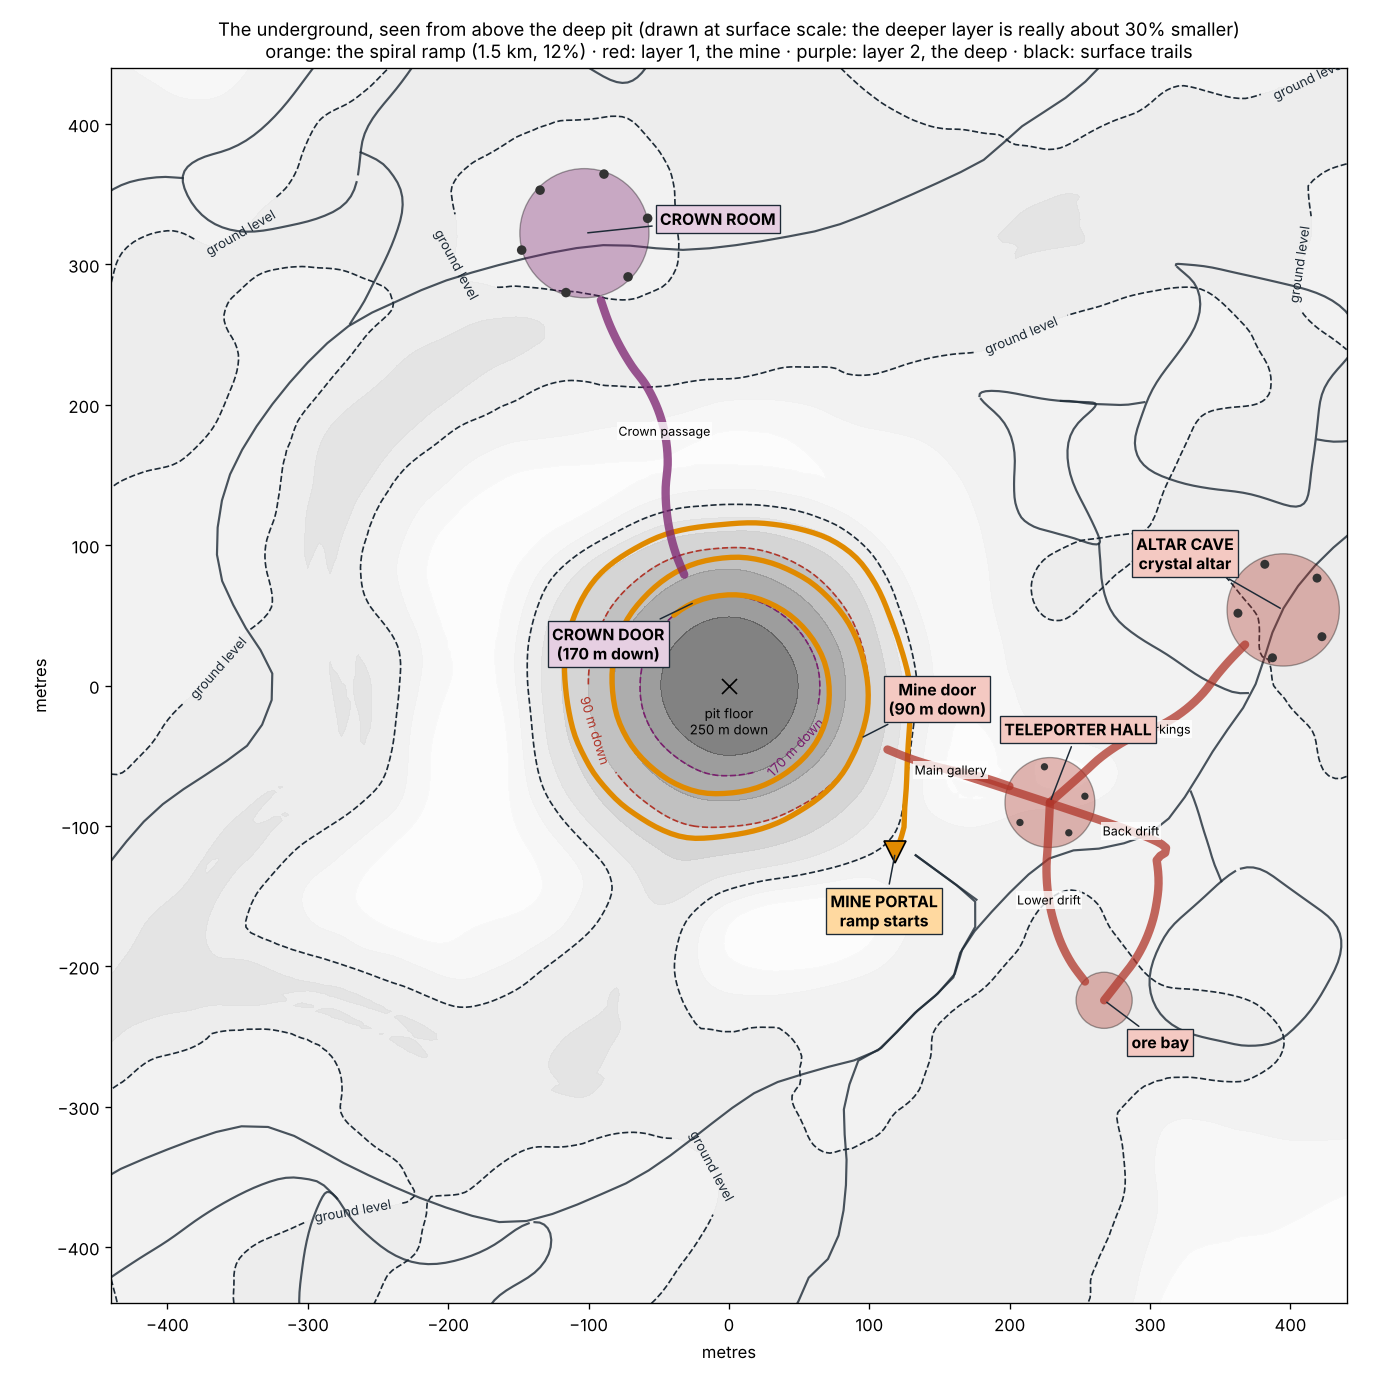 The underground, seen from above the deep pit (drawn at surface scale: the deeper layer is really about 30% smaller)
orange: the spiral ramp (1.5 km, 12%) · red: layer 1, the mine · purple: layer 2, the deep · black: surface trails
ground level
ground level
CROWN ROOM
ground level
ground level
ground level
Crown passage
ALTAR CAVE
crystal altar
CROWN DOOR
(170 m down)
ground level
Mine door
(90 m down)
90 m down
pit floor
250 m down
170 m down
TELEPORTER HALL
rkings
Main gallery
Back drift
MINE PORTAL
ramp starts
Lower drift
ore bay
ground level
ground level
400
300
200
100
0
−100
−200
−300
−400
metres
−400
−300
−200
−100
0
100
200
300
400
metres